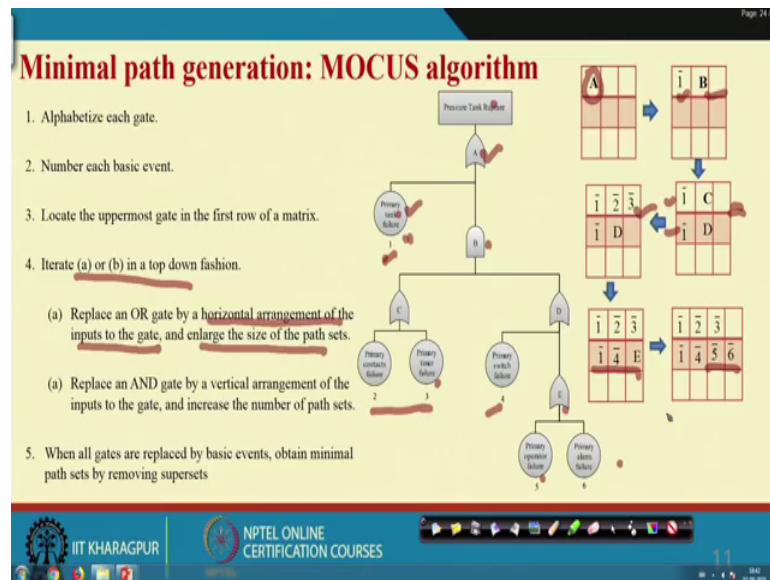 Page: 24
Minimal path generation: MOCUS algorithm
1. Alphabetize each gate.
2. Number each basic event.
3. Locate the uppermost gate in the first row of a matrix.
4. Iterate (a) or (b) in a top down fashion.
(a) Replace an OR gate by a horizontal arrangement of the
inputs to the gate, and enlarge the size of the path sets.
(a) Replace an AND gate by a vertical arrangement of the
inputs to the gate, and increase the number of path sets.
5. When all gates are replaced by basic events, obtain minimal
path sets by removing supersets
Pressure Tank Rupture
A
Primary
tank
failure
1
B
C
D
Primary
contacts
failure
2
Primary
timer
failure
3
Primary
switch
failure
4
E
Primary
operator
failure
5
Primary
alarm
failure
6
A
1̄ B
1̄ C
1̄ D
1̄ 2̄ 3̄
1̄ D
1̄ 2̄ 3̄
1̄ 4̄ E
1̄ 2̄ 3̄
1̄ 4̄ 5̄ 6̄
IIT KHARAGPUR
NPTEL ONLINE
CERTIFICATION COURSES
11